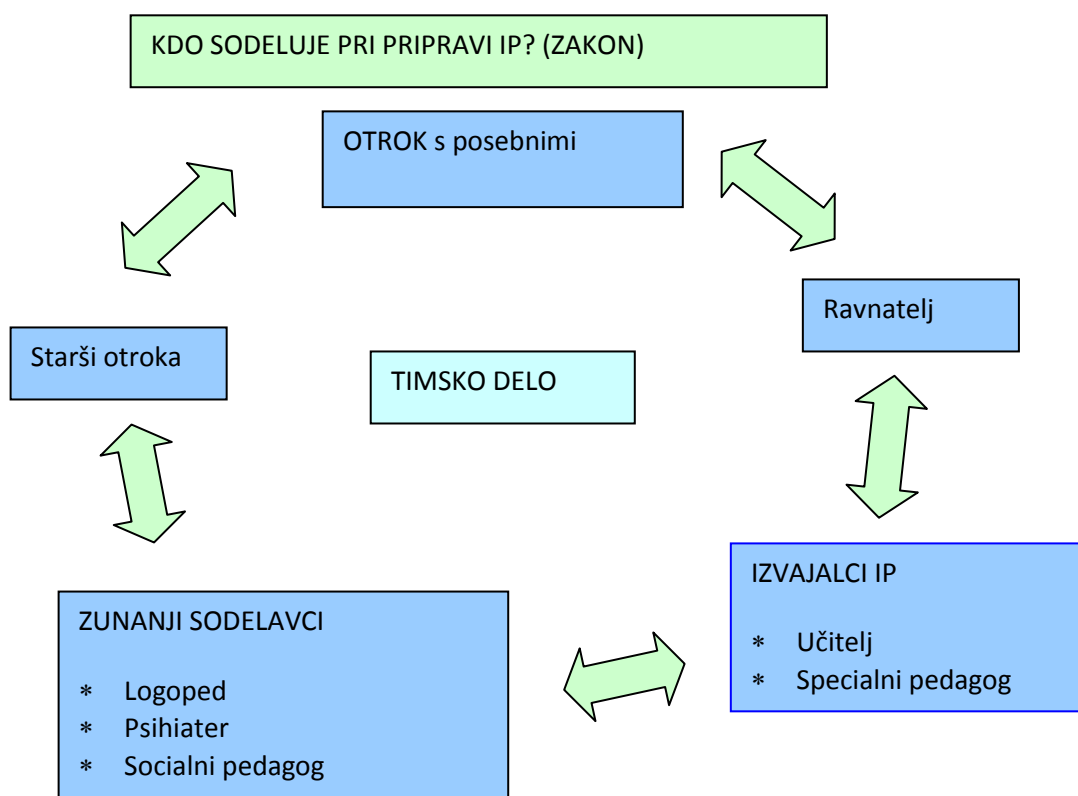 KDO SODELUJE PRI PRIPRAVI IP? (ZAKON)
OTROK s posebnimi
Ravnatelj
Starši otroka
TIMSKO DELO
IZVAJALCI IP
* Učitelj
* Specialni pedagog
ZUNANJI SODELAVCI
* Logoped
* Psihiater
* Socialni pedagog